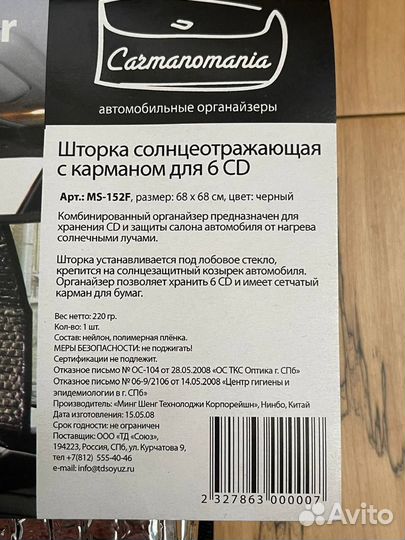 r
Carmanomania
автомобильные органайзеры
Шторка солнцеотражающая
с карманом для 6 CD
Арт.: MS-152F, размер: 68 х 68 см, цвет: черный
Комбинированный органайзер предназначен для
хранения CD и защиты салона автомобиля от нагрева
солнечными лучами.
Шторка устанавливается под лобовое стекло,
крепится на солнцезащитный козырек автомобиля.
Органайзер позволяет хранить 6 CD и имеет сетчатый
карман для бумаг.
Вес нетто: 220 гр.
Кол-во: 1 шт.
Состав: нейлон, полимерная плёнка.
МЕРЫ БЕЗОПАСНОСТИ: не поджигать!
Сертификации не подлежит.
Отказное письмо № ОС-104 от 28.05.2008 «ОС ТКС Оптика г. СПб»
Отказное письмо № 06-9/2106 от 14.05.2008 «Центр гигиены и
эпидемиологии в г. СПб»
Производитель: «Минг Шенг Технолоджи Корпорейшн», Нинбо, Китай
Дата изготовления: 15.05.08
Срок годности: не ограничен
Поставщик: ООО «ТД «Союз»,
194223, Россия, СПб, ул. Курчатова 9,
тел +7(812) 555-40-46
e-mail: info@tdsoyuz.ru
2 327863 000007
Avito